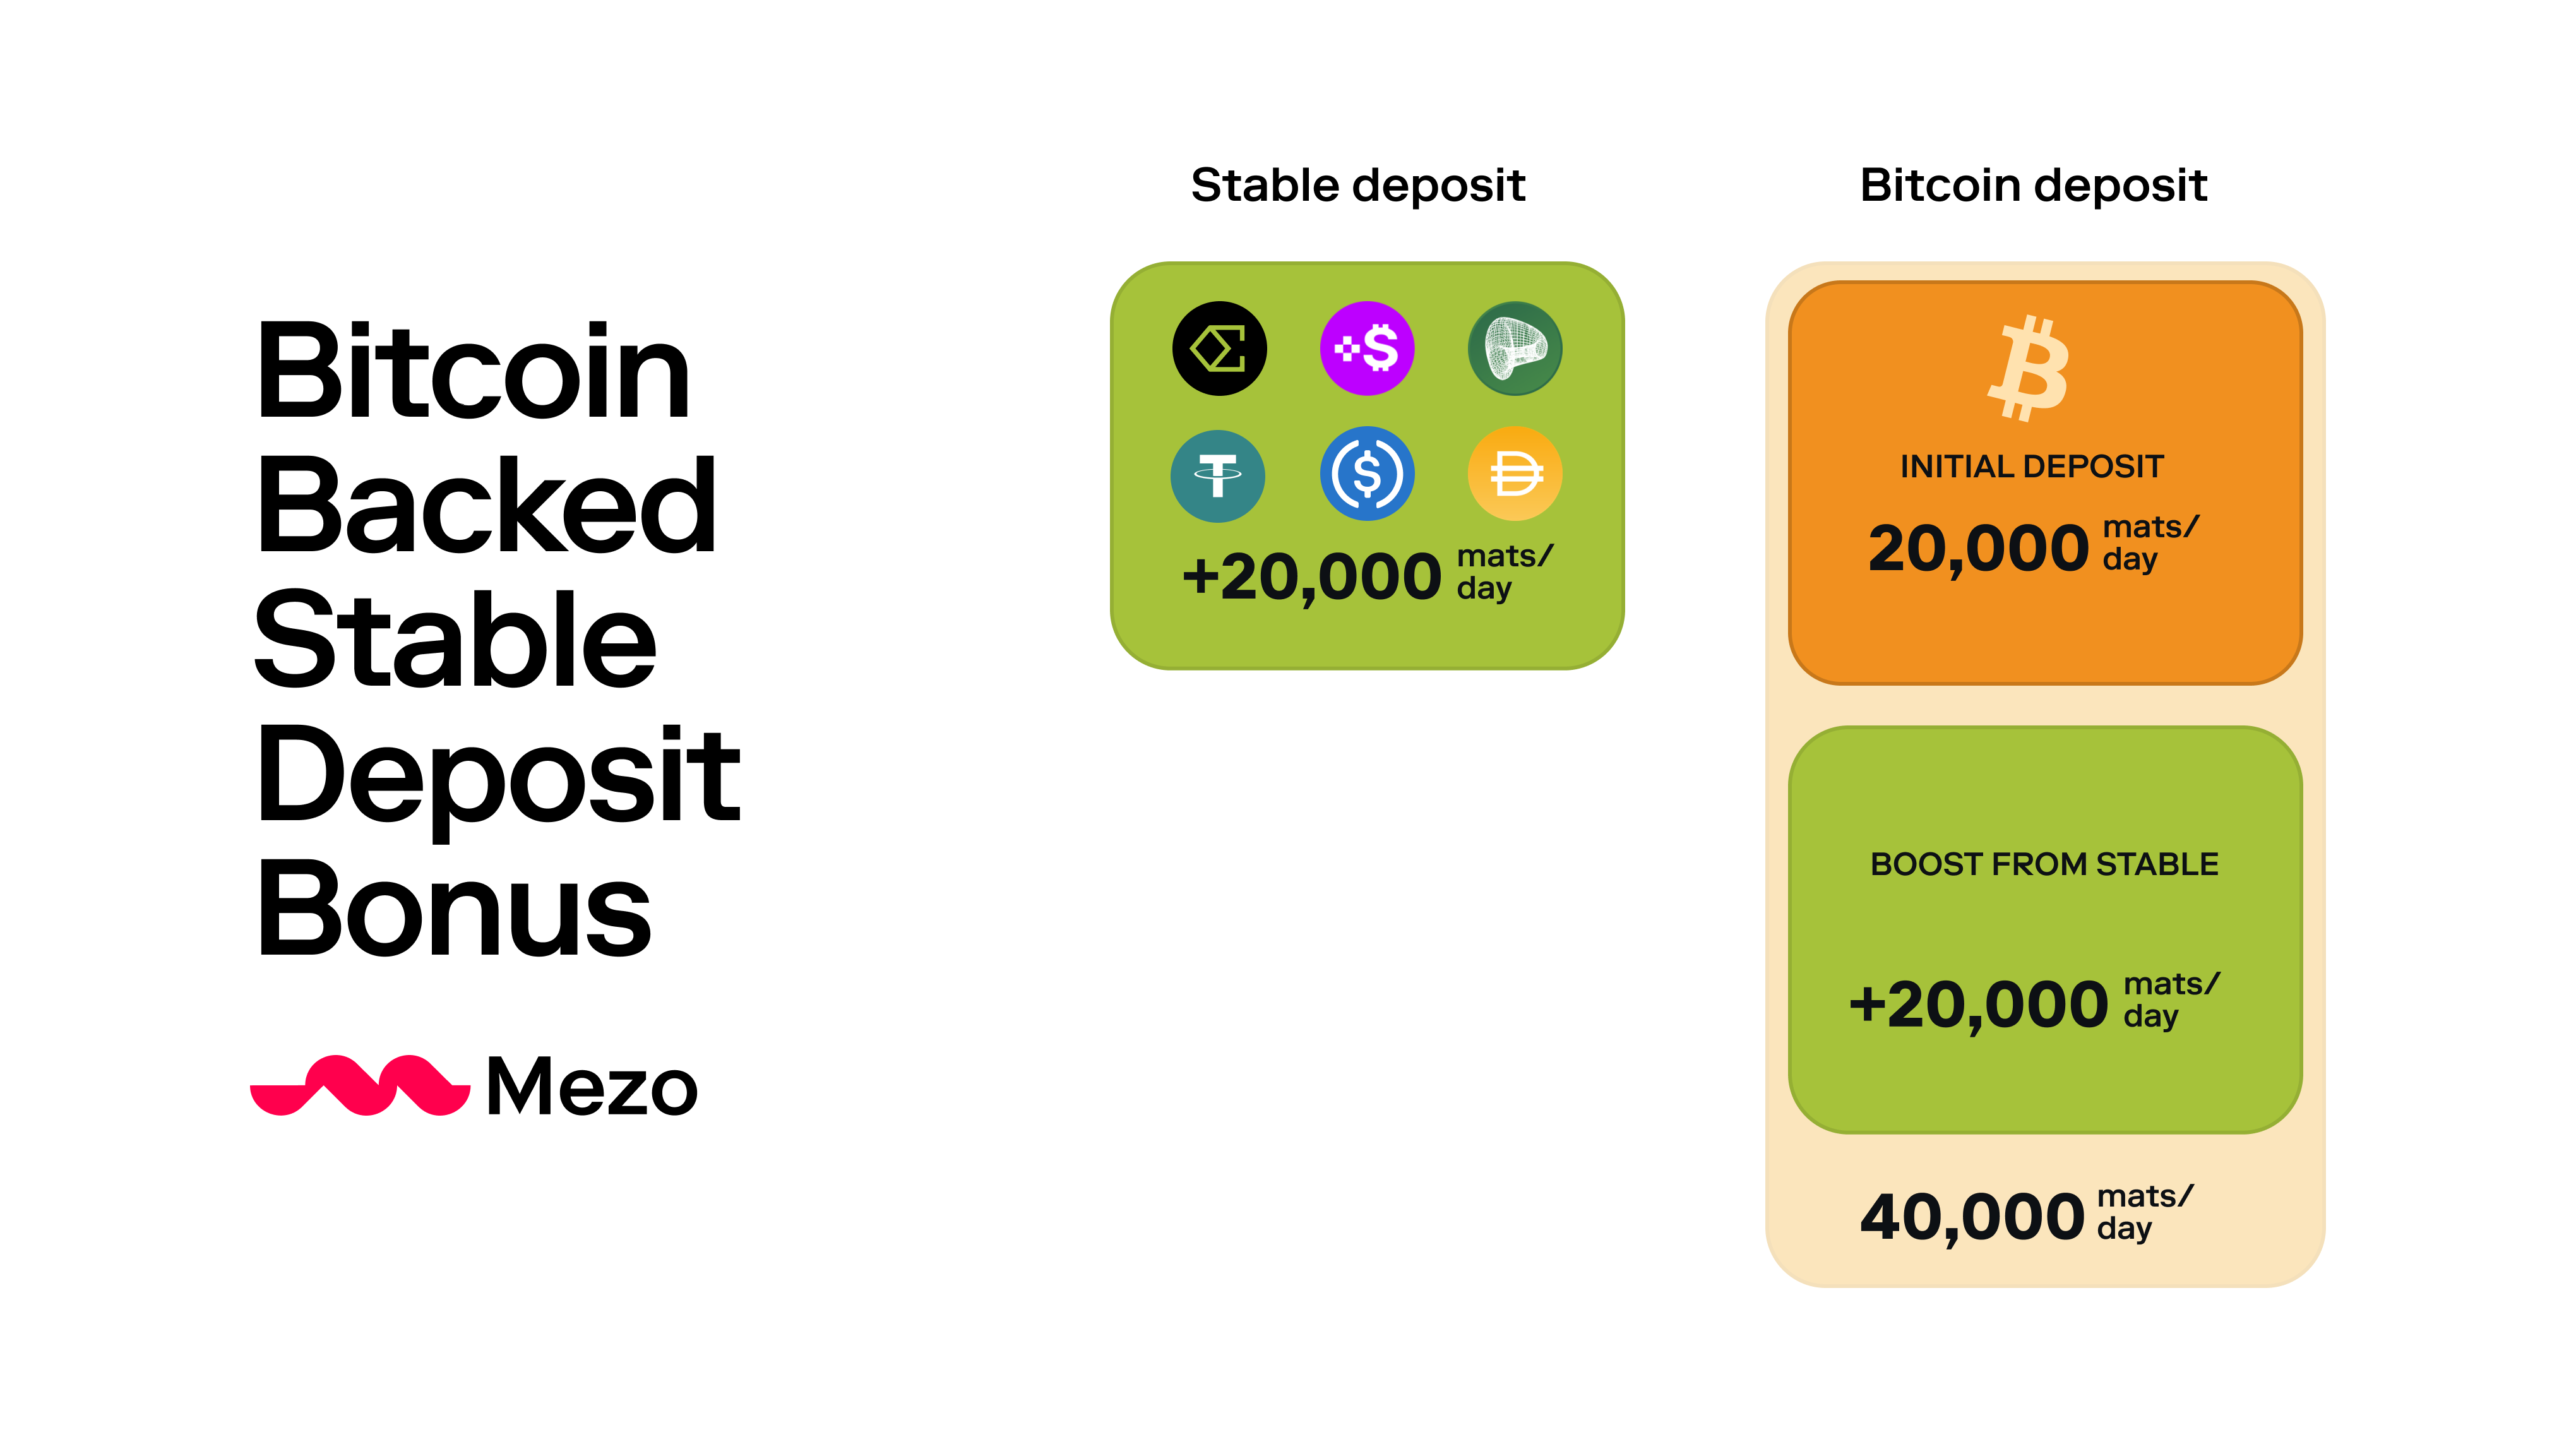 Bitcoin
Backed
Stable
Deposit
Bonus
Mezo
Stable deposit
+20,000 mats/
day
Bitcoin deposit
INITIAL DEPOSIT
20,000 mats/
day
BOOST FROM STABLE
+20,000 mats/
day
40,000 mats/
day